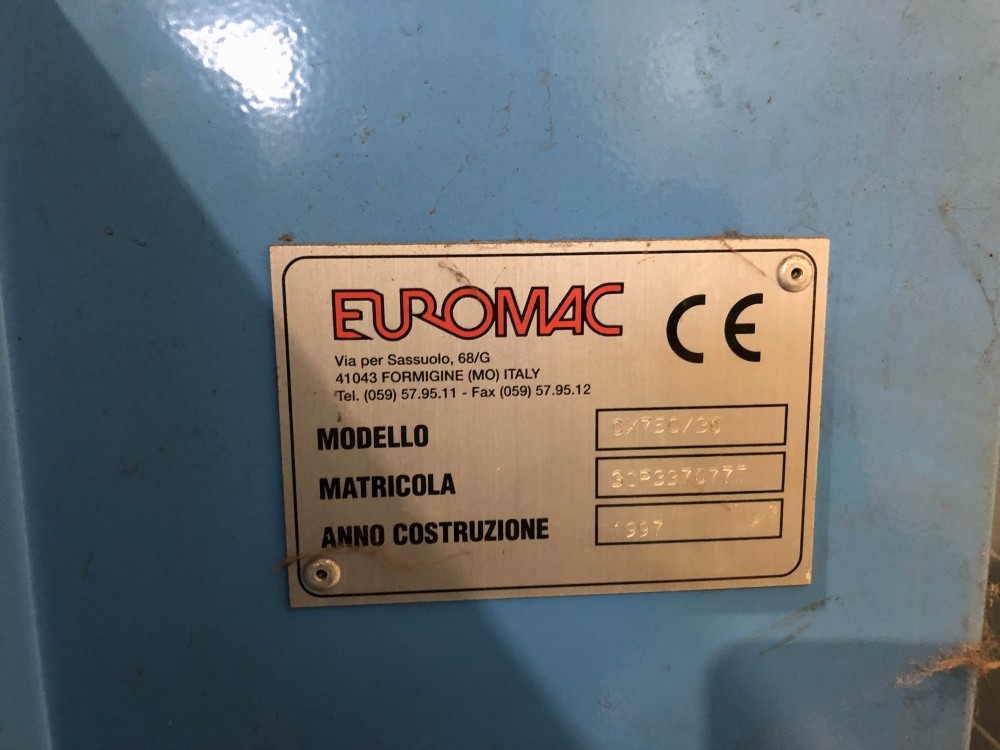 EUROMAC
CE
Via per Sassuolo, 68/G
41043 FORMIGINE (MO) ITALY
Tel. (059) 57.95.11 - Fax (059) 57.95.12
MODELLO
MATRICOLA
ANNO COSTRUZIONE 1997